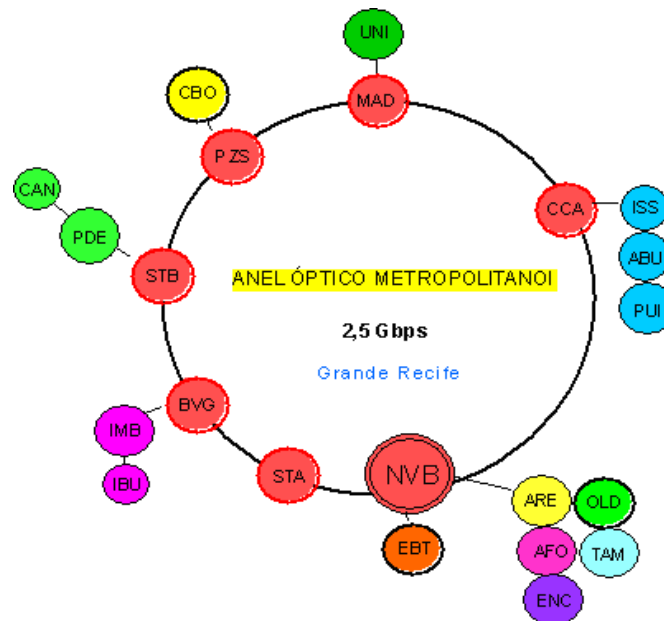 UNI
CBO
MAD
PZS
CAN
PDE
CCA
ISS
STB
ABU
ANEL ÓPTICO METROPOLITANOI
PUI
2,5 Gbps
Grande Recife
BVG
IMB
STA
NVB
IBU
ARE
OLD
EBT
AFO
TAM
ENC